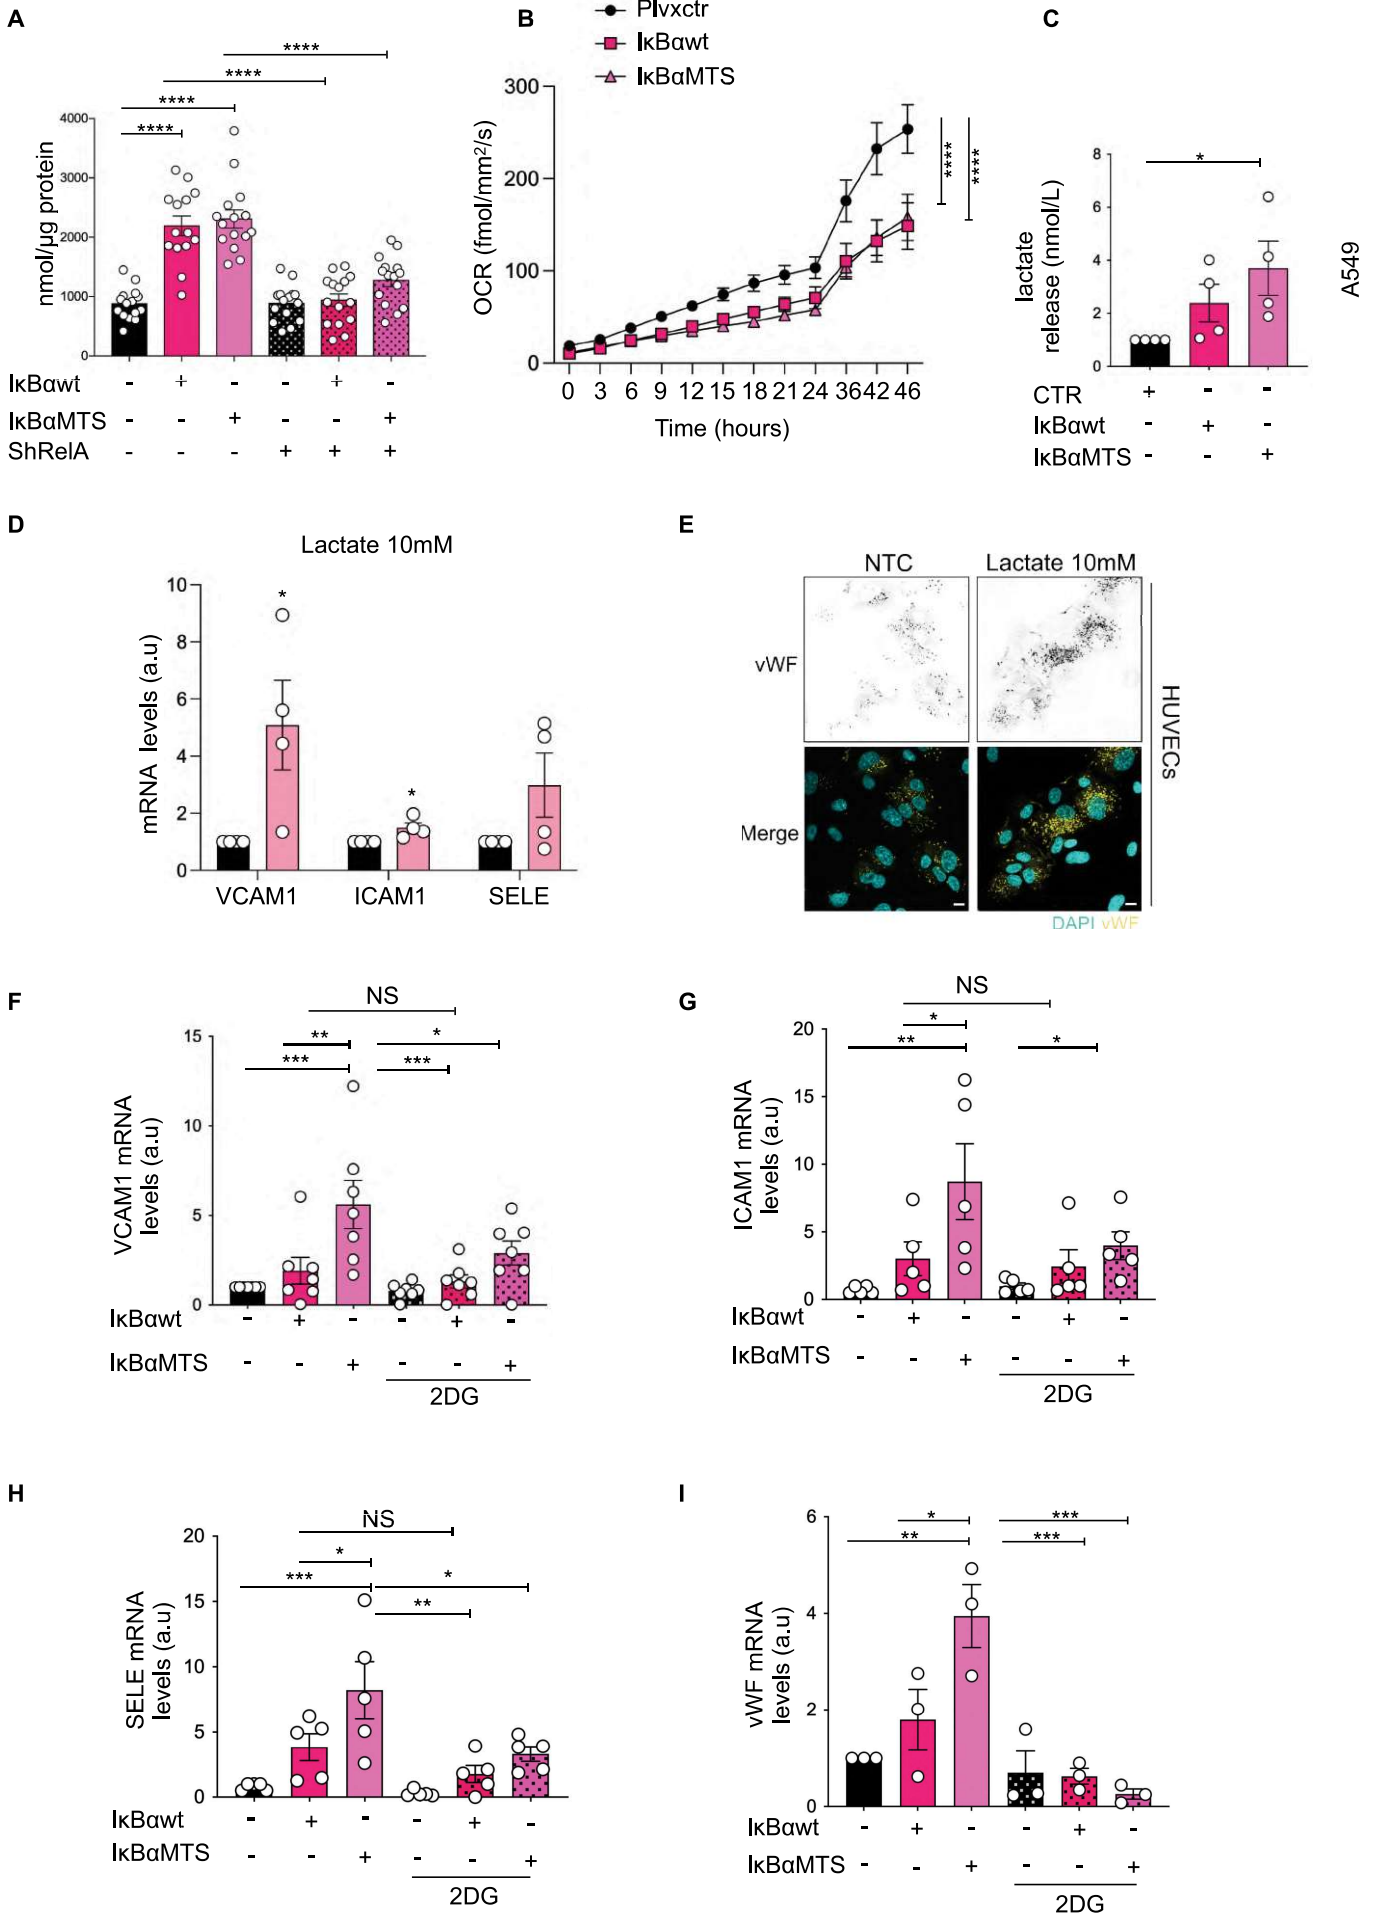 A
****
****
****
****
nmol/µg protein
4000
3000
2000
1000
0
IκBαwt - + - - + -
IκBαMTS - - + - - +
ShRelA - - - + + +
B
Plvxctr
IκBαwt
IκBαMTS
OCR (fmol/mm²/s)
300
200
100
0
****
****
0 3 6 9 12 15 18 21 24 36 42 46
Time (hours)
C
*
lactate
release (nmol/L)
8
6
4
2
0
CTR + - -
IκBαwt - + -
IκBαMTS - - +
A549
D
Lactate 10mM
mRNA levels (a.u)
10
8
6
4
2
0
*
*
VCAM1 ICAM1 SELE
E
NTC Lactate 10mM
vWF
Merge
HUVECs
DAPI vWF
F
NS
** *
*** ***
VCAM1 mRNA
levels (a.u)
15
10
5
0
IκBαwt - + - - + -
IκBαMTS - - + - - +
2DG
G
NS
*
** *
ICAM1 mRNA
levels (a.u)
20
15
10
5
0
IκBαwt - + - - + -
IκBαMTS - - + - - +
2DG
H
NS
*
*** *
**
SELE mRNA
levels (a.u)
20
15
10
5
0
IκBαwt - + - - + -
IκBαMTS - - + - - +
2DG
I
* ***
** ***
vWF mRNA
levels (a.u)
6
4
2
0
IκBαwt - + - - + -
IκBαMTS - - + - - +
2DG